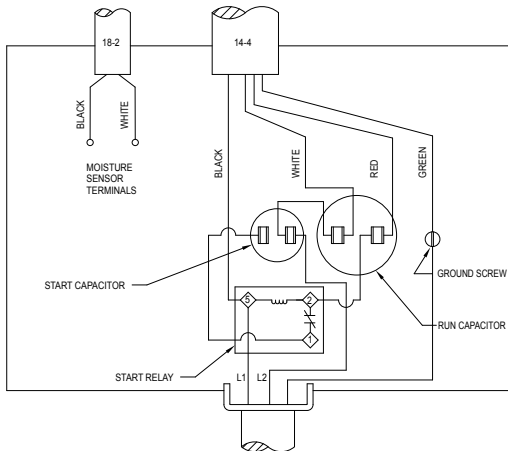 18-2
14-4
BLACK
WHITE
BLACK
WHITE
RED
GREEN
MOISTURE
SENSOR
TERMINALS
START CAPACITOR
GROUND SCREW
5
2
1
RUN CAPACITOR
START RELAY
L1
L2